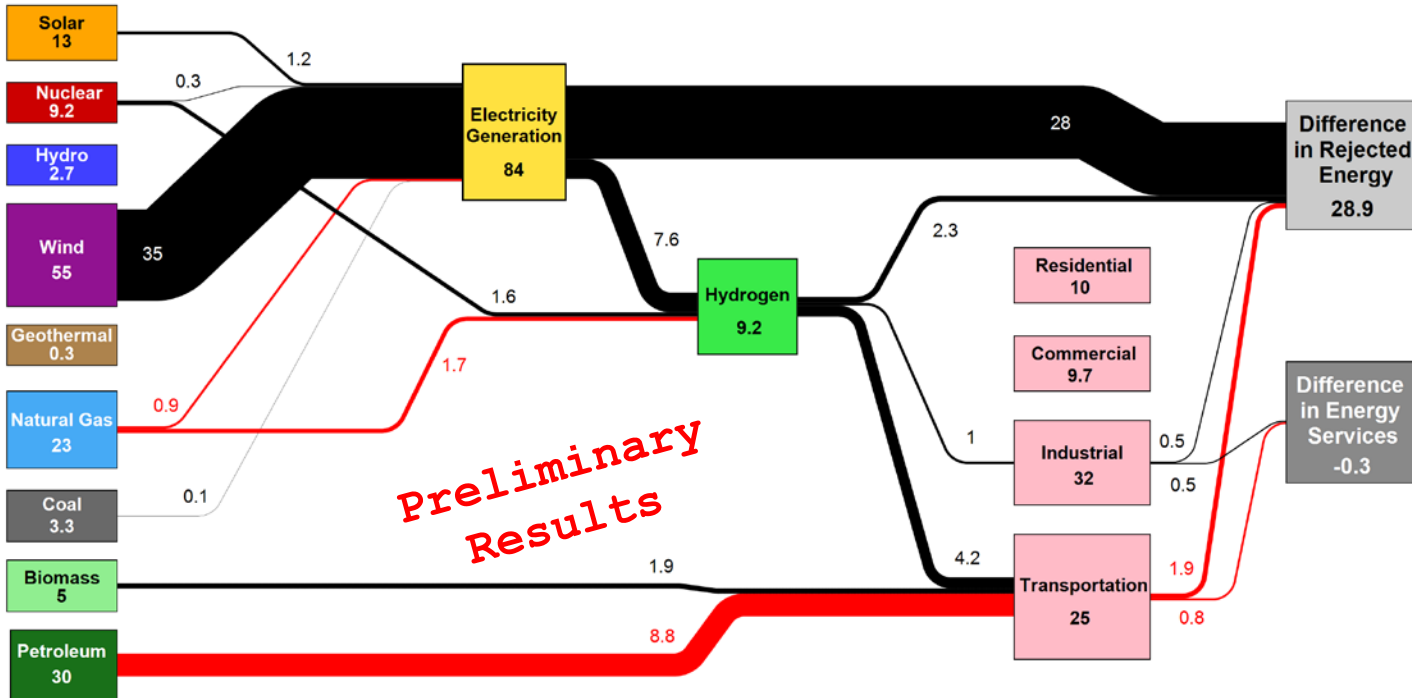 Solar
13
1.2
0.3
Nuclear
9.2
Hydro
2.7
Wind
55
35
Geothermal
0.3
Natural Gas
23
0.9
1.7
Coal
3.3
0.1
Biomass
5
1.9
Petroleum
30
8.8
Electricity
Generation
84
28
7.6
1.6
Hydrogen
9.2
2.3
1
4.2
Preliminary
Results
Residential
10
Commercial
9.7
Industrial
32
0.5
0.5
Transportation
25
1.9
0.8
Difference
in Rejected
Energy
28.9
Difference
in Energy
Services
-0.3